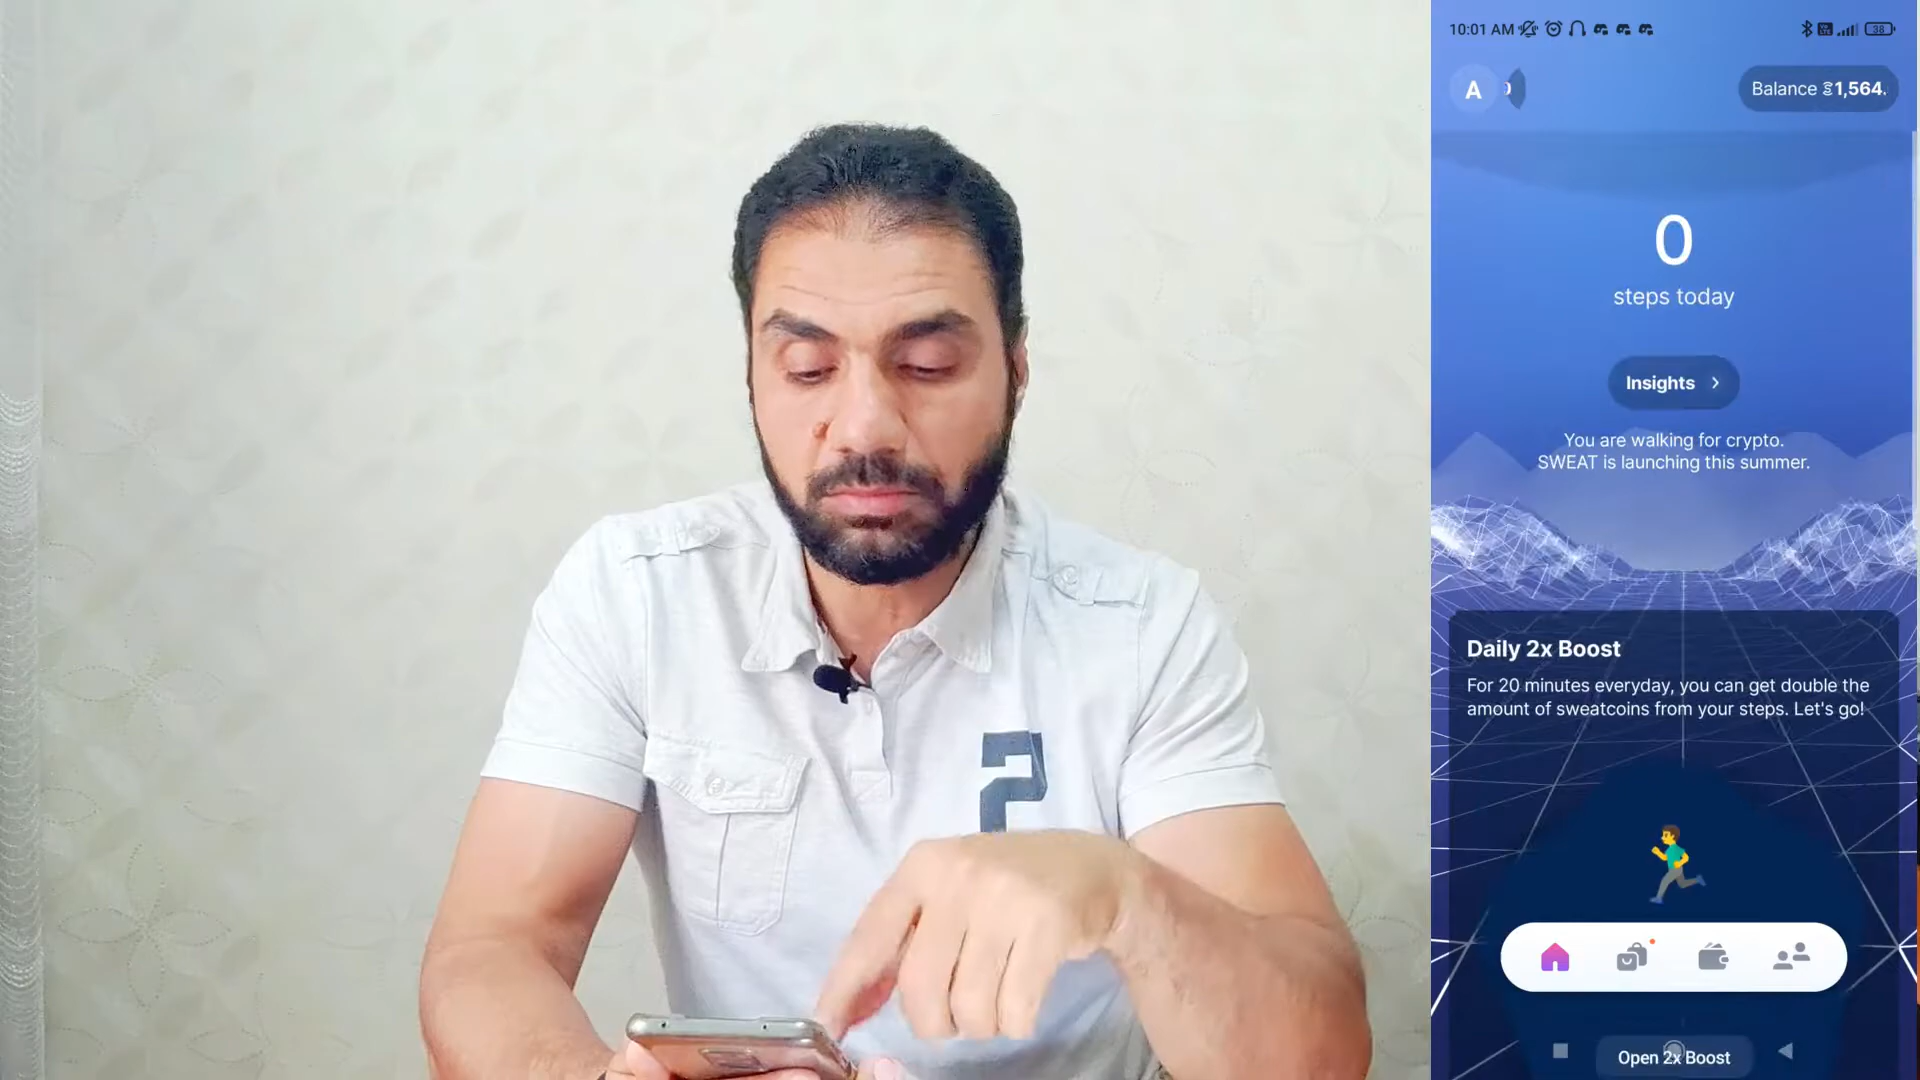 10:01 AM
38
A
Balance 1,564.
0
steps today
Insights
You are walking for crypto.
SWEAT is launching this summer.
Daily 2x Boost
For 20 minutes everyday, you can get double the
amount of sweatcoins from your steps. Let's go!
Open 2x Boost
2